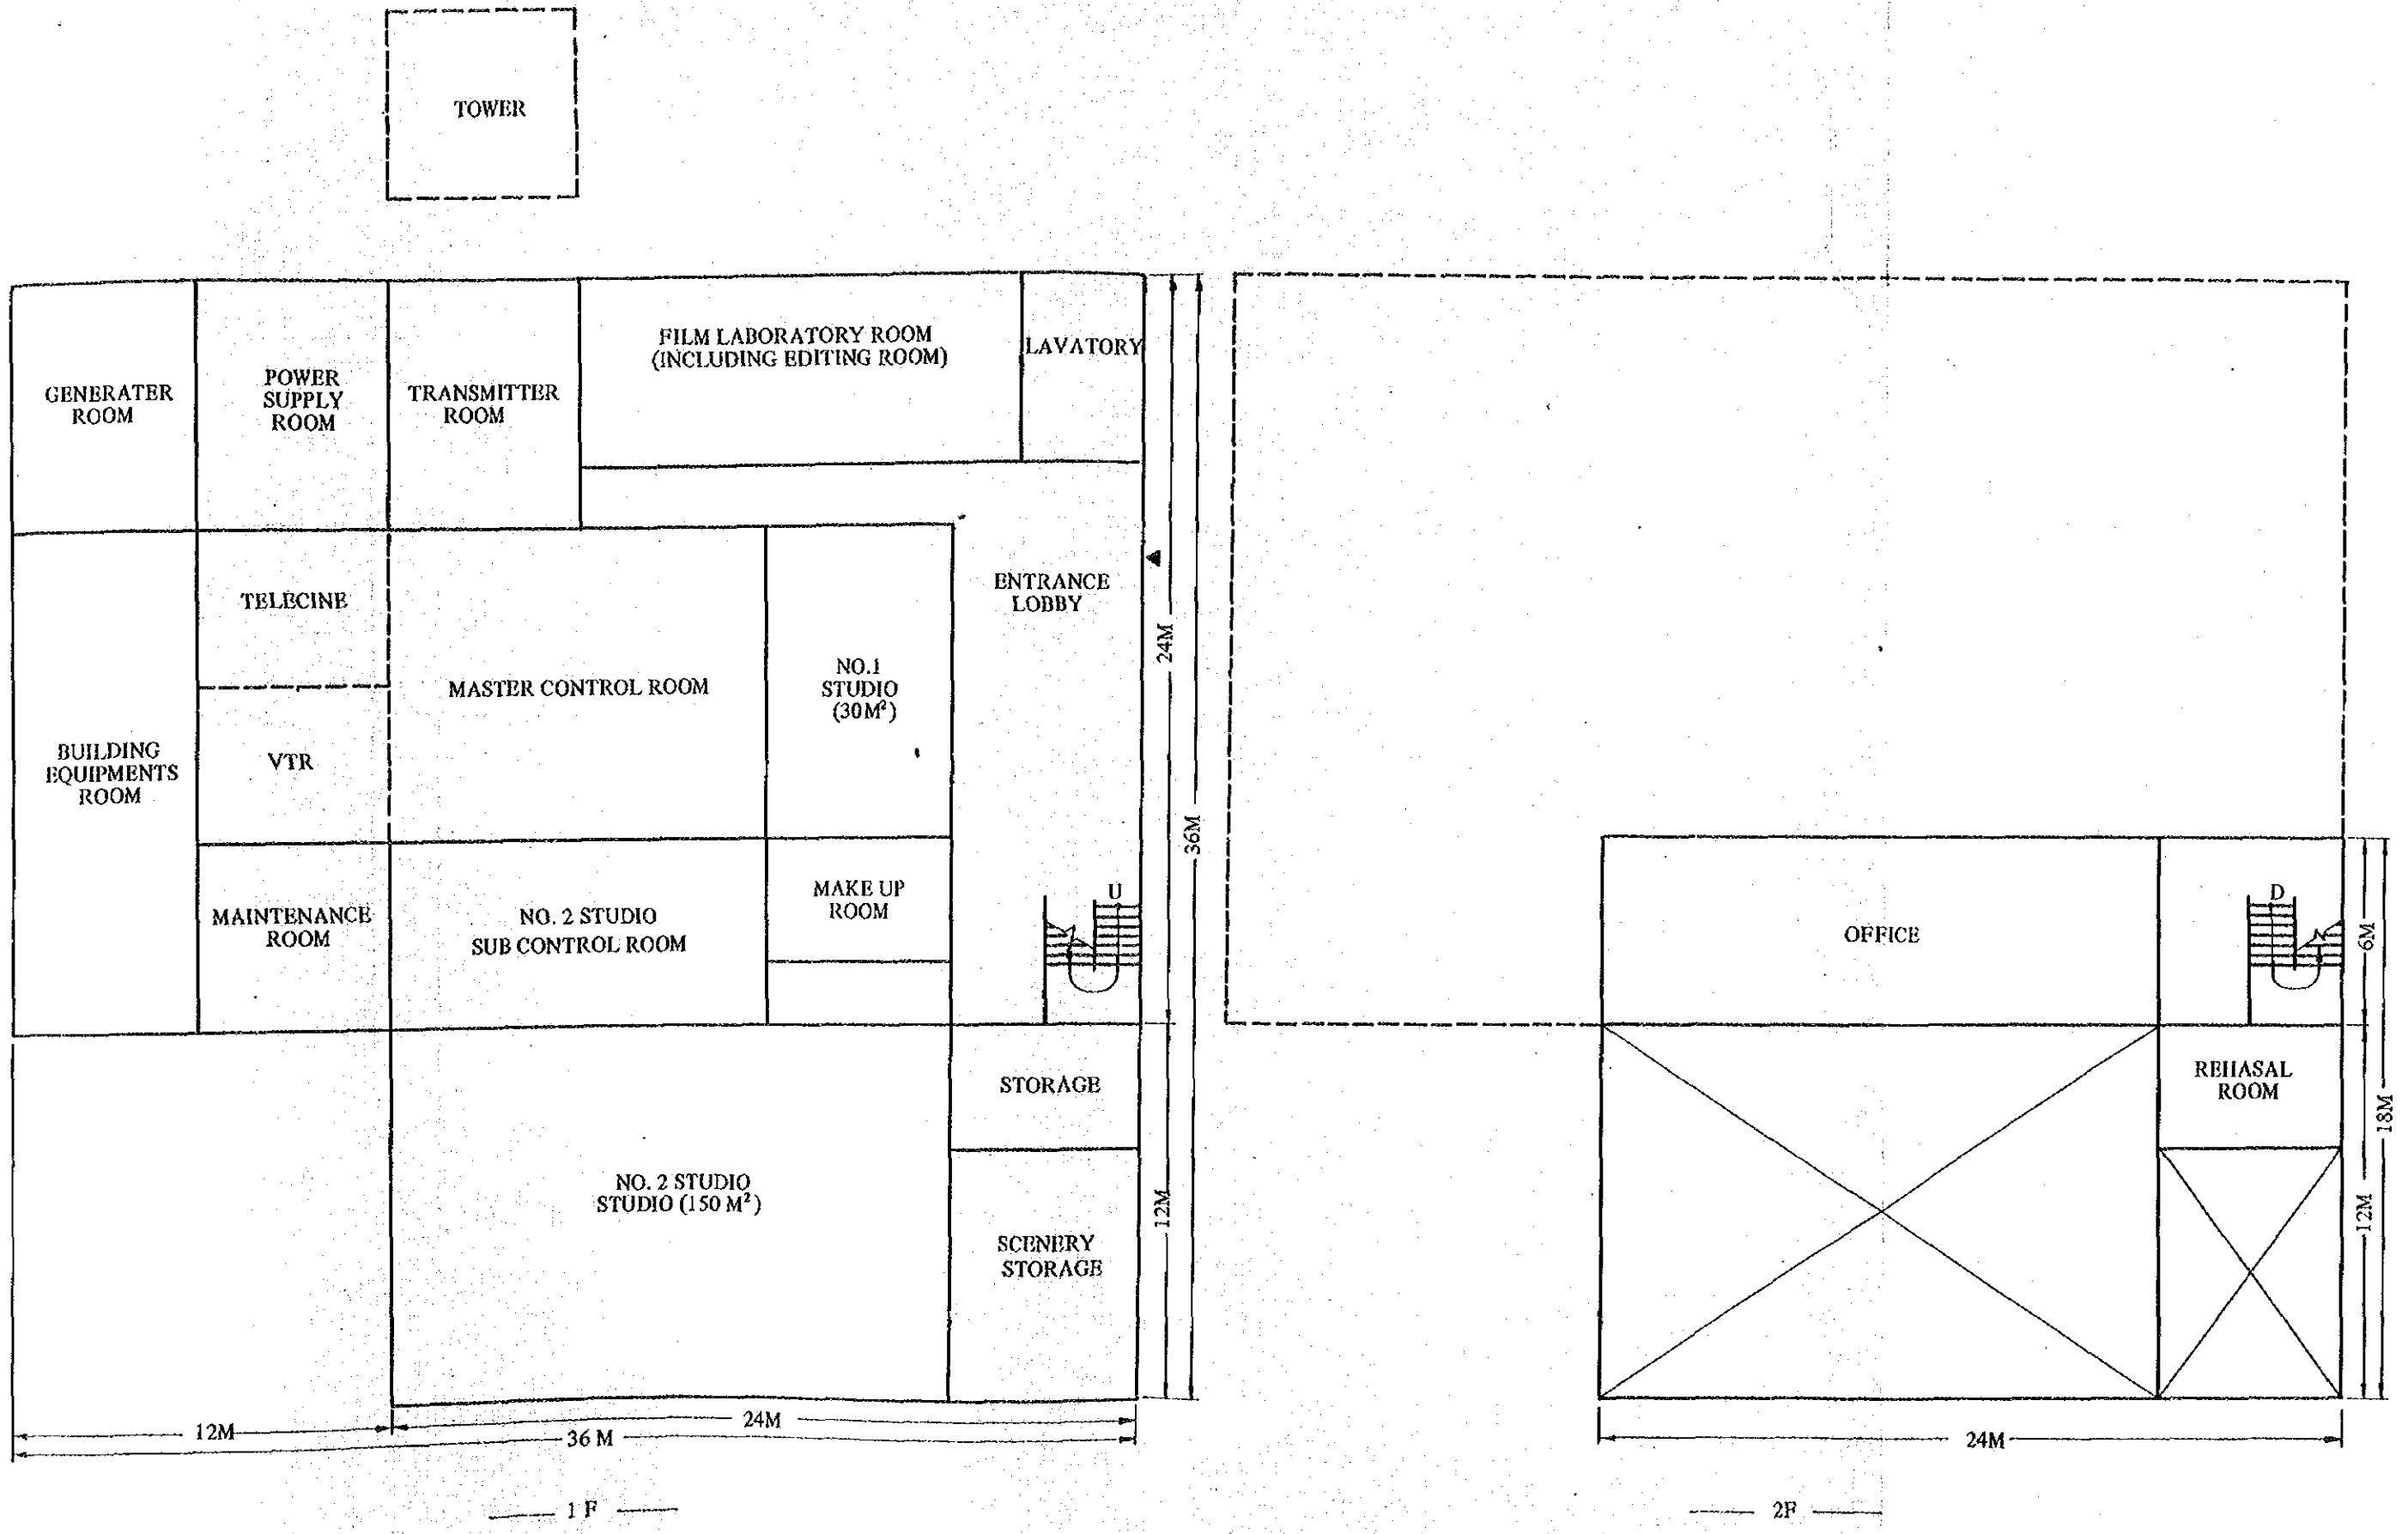 TOWER
GENERATER
ROOM
POWER
SUPPLY
ROOM
TRANSMITTER
ROOM
FILM LABORATORY ROOM
(INCLUDING EDITING ROOM)
LAVATORY
TELECINE
VTR
BUILDING
EQUIPMENTS
ROOM
MASTER CONTROL ROOM
NO.1
STUDIO
(30M²)
ENTRANCE
LOBBY
MAINTENANCE
ROOM
NO. 2 STUDIO
SUB CONTROL ROOM
MAKE UP
ROOM
U
STORAGE
NO. 2 STUDIO
STUDIO (150 M²)
SCENERY
STORAGE
24M
36M
12M
12M
24M
36 M
1 F
OFFICE
D
REHASAL
ROOM
6M
18M
12M
24M
2F